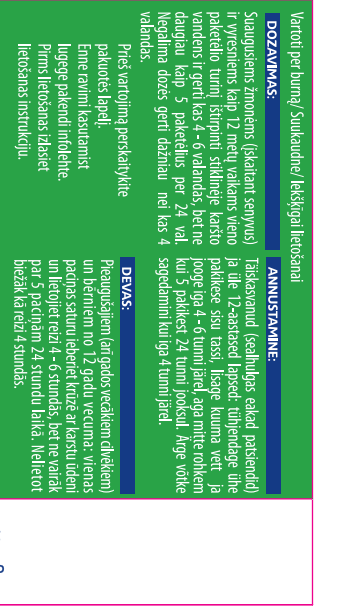 Vartoti per burną/ Suukaudne/ Iekšķīgai lietošanai
DOZAVIMAS:
Suaugusiems žmonėms (įskaitant senyvus)
ir vyresniems kaip 12 metų vaikams vieno
paketėlio turinį ištirpinti stiklinėje karšto
vandens ir gerti kas 4 - 6 valandas, bet ne
daugiau kaip 5 paketėlius per 24 val.
Negalima dozės gerti dažnau nei kas 4
valandas.
Prieš vartojimą perskaitykite
pakuotės lapelį.
Enne ravimi kasutamist
lugege pakendi infolehte.
Pirms lietošanas izlasiet
lietošanas instrukciju.
ANNUSTAMINE:
Täiskasvanud (sealhulgas eakad patsiendid)
ja üle 12-aastased lapsed: tühjendage ühe
pakikese sisu tassi, lisage kuuma vett ja
jooge iga 4 - 6 tunni järel, aga mitte rohkem
kui 5 pakikest 24 tunni jooksul. Ärge võtke
sagedamini kui iga 4 tunni järel.
DEVAS:
Pieaugušajiem (arī gados vecākiem cilvēkiem)
un bērniem no 12 gadu vecuma: vienas
paciņas saturu ieberiet krūzē ar karstu ūdeni
un lietojiet reizi 4 - 6 stundās, bet ne vairāk
par 5 paciņām 24 stundu laikā. Nelietot
biežāk kā reizi 4 stundās.